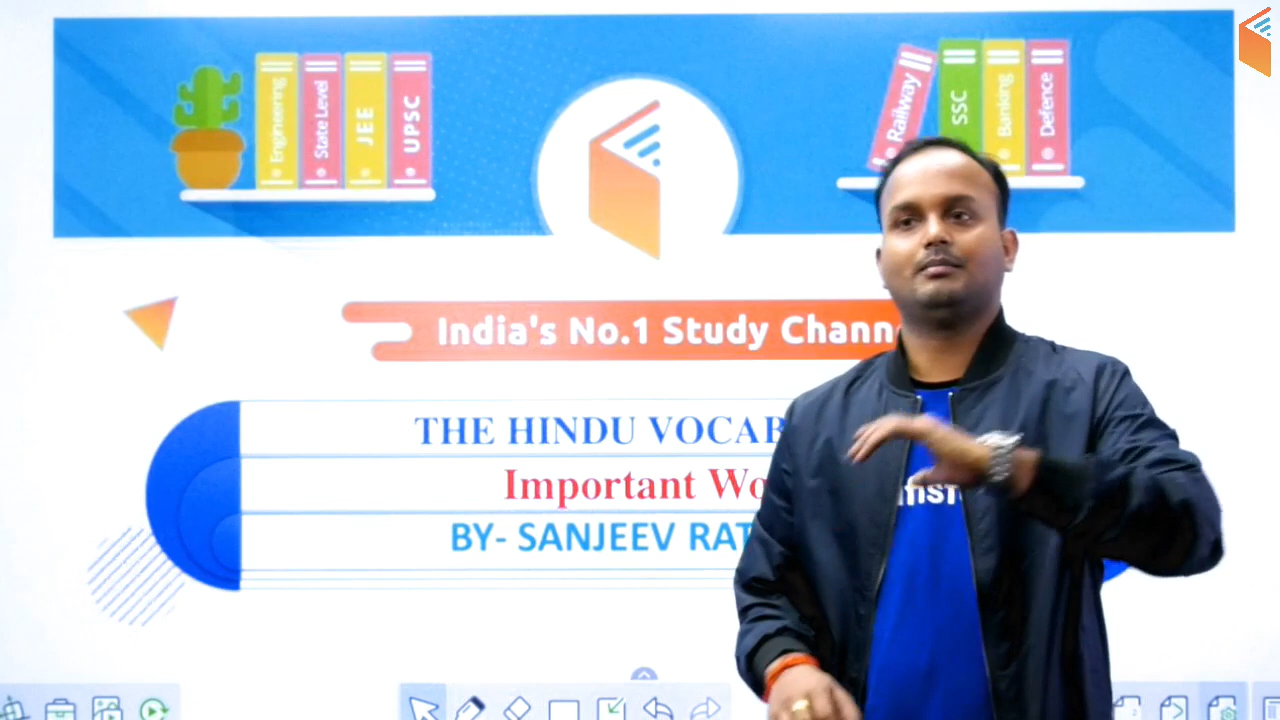 Engineering
State Level
JEE
UPSC
Railway
SSC
Banking
Defence
India's No.1 Study Chann
THE HINDU VOCAB
Important Wo
BY- SANJEEV RAT